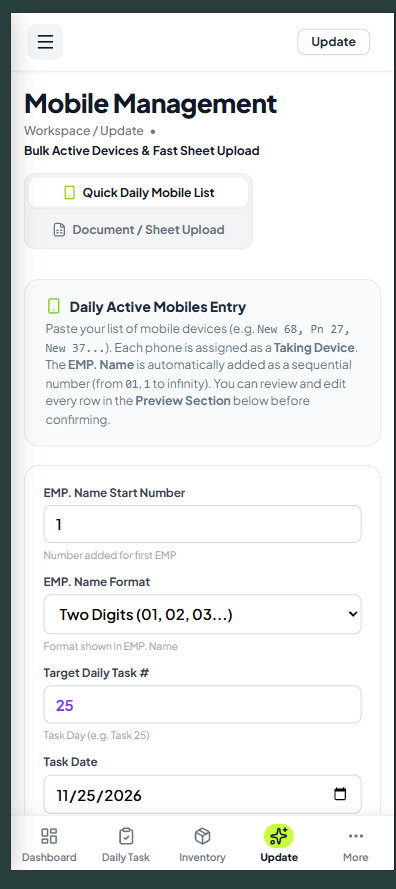 Update
Mobile Management
Workspace / Update •
Bulk Active Devices & Fast Sheet Upload
Quick Daily Mobile List
Document / Sheet Upload
Daily Active Mobiles Entry
Paste your list of mobile devices (e.g. New 68, Pn 27,
New 37...). Each phone is assigned as a Taking Device.
The EMP. Name is automatically added as a sequential
number (from 01, 1 to infinity). You can review and edit
every row in the Preview Section below before
confirming.
EMP. Name Start Number
1
Number added for first EMP
EMP. Name Format
Two Digits (01, 02, 03...)
Format shown in EMP. Name
Target Daily Task #
25
Task Day (e.g. Task 25)
Task Date
11/25/2026
Dashboard Daily Task Inventory Update More